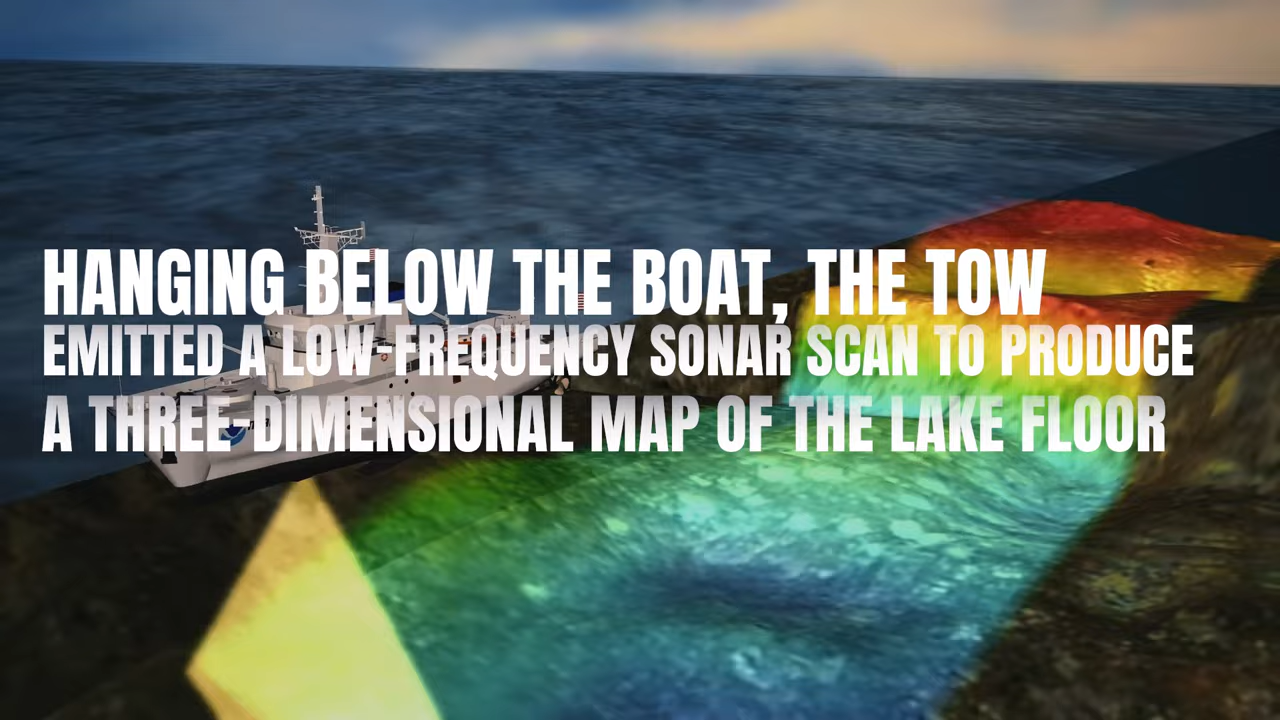 HANGING BELOW THE BOAT, THE TOW
EMITTED A LOW-FREQUENCY SONAR SCAN TO PRODUCE
A THREE-DIMENSIONAL MAP OF THE LAKE FLOOR